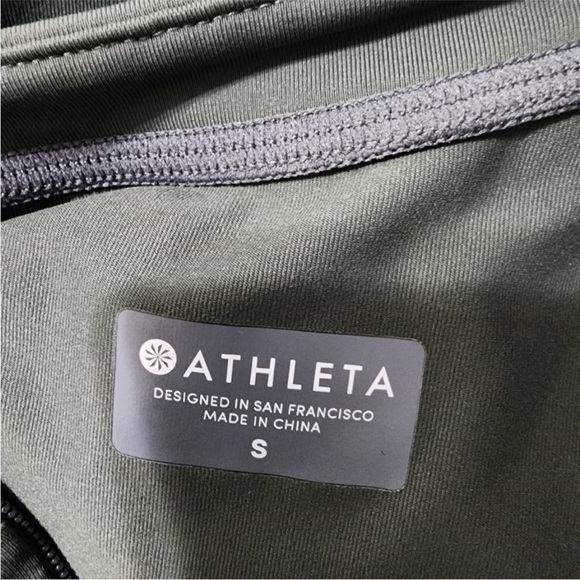 ATHLETA
DESIGNED IN SAN FRANCISCO
MADE IN CHINA
S